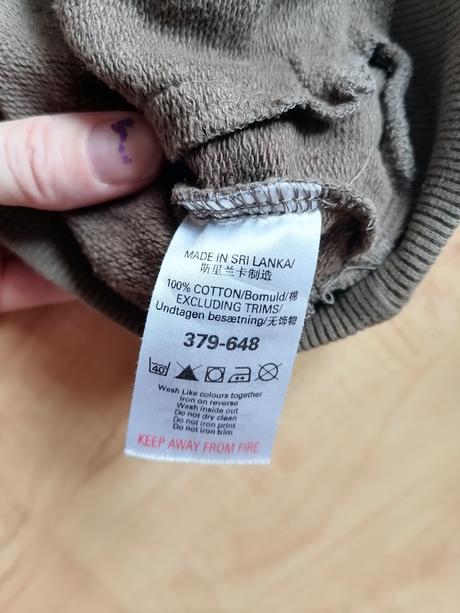 MADE IN SRI LANKA/
斯里兰卡制造
100% COTTON/Bomuld/棉
EXCLUDING TRIMS/
Undtagen besætning/无饰物
379-648
40°
Wash Like colours together
Iron on reverse
Wash inside out
Do not dry clean
Do not iron print
Do not iron trim
KEEP AWAY FROM FIRE